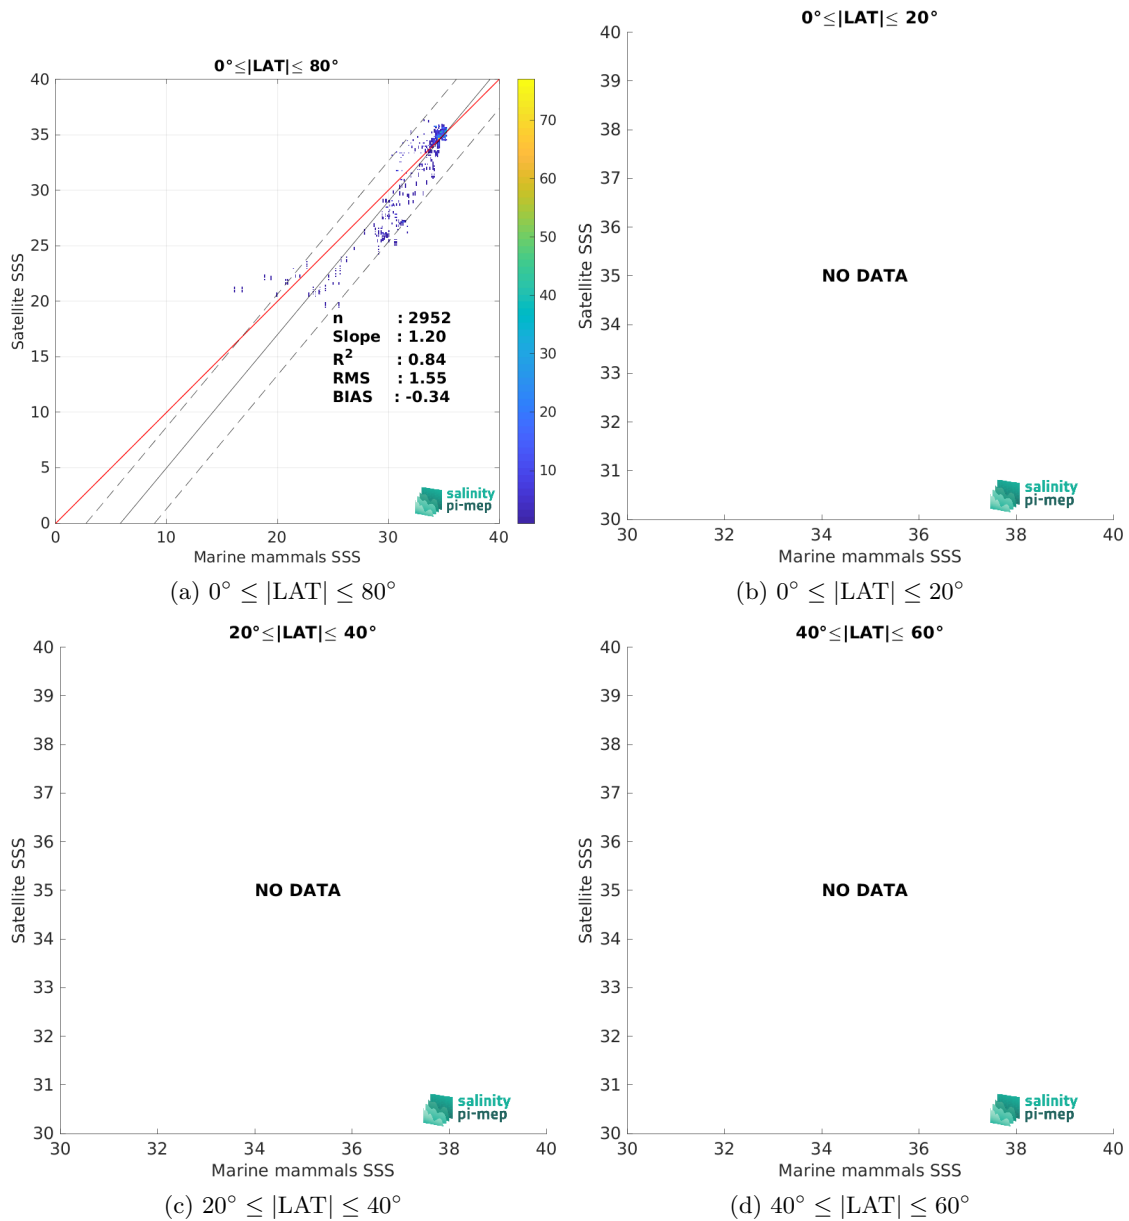 0°≤|LAT|≤ 80°
40
35
30
25
20
15
10
5
0
0
10
20
30
40
Satellite SSS
Marine mammals SSS
n : 2952
Slope : 1.20
R² : 0.84
RMS : 1.55
BIAS : -0.34
70
60
50
40
30
20
10
salinity
pi-mep
(a) 0° ≤ |LAT| ≤ 80°
0°≤|LAT|≤ 20°
40
39
38
37
36
35
34
33
32
31
30
30
32
34
36
38
40
Satellite SSS
Marine mammals SSS
NO DATA
salinity
pi-mep
(b) 0° ≤ |LAT| ≤ 20°
20°≤|LAT|≤ 40°
40
39
38
37
36
35
34
33
32
31
30
30
32
34
36
38
40
Satellite SSS
Marine mammals SSS
NO DATA
salinity
pi-mep
(c) 20° ≤ |LAT| ≤ 40°
40°≤|LAT|≤ 60°
40
39
38
37
36
35
34
33
32
31
30
30
32
34
36
38
40
Satellite SSS
Marine mammals SSS
NO DATA
salinity
pi-mep
(d) 40° ≤ |LAT| ≤ 60°